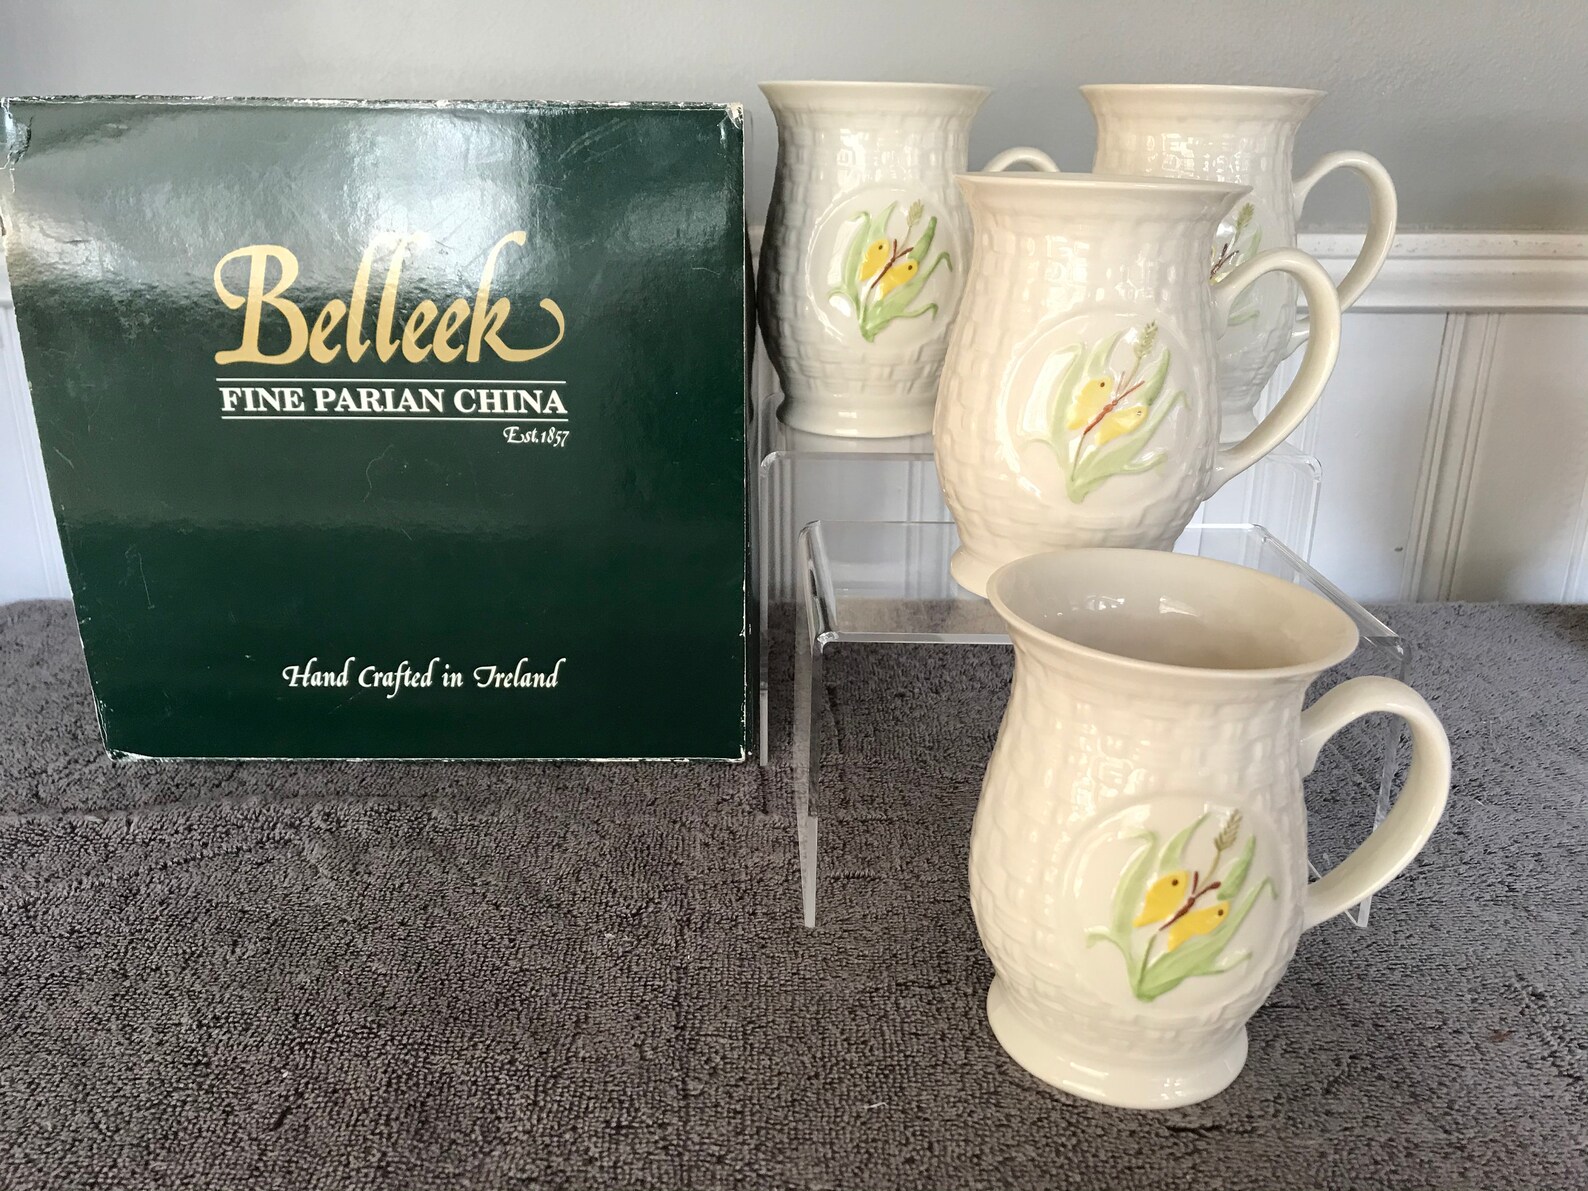 Belleek
FINE PARIAN CHINA
Est. 1857
Hand Crafted in Ireland